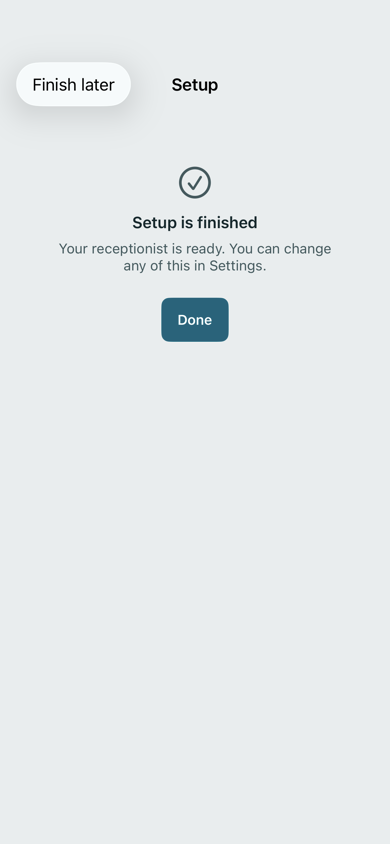 Finish later
Setup
Setup is finished
Your receptionist is ready. You can change
any of this in Settings.
Done